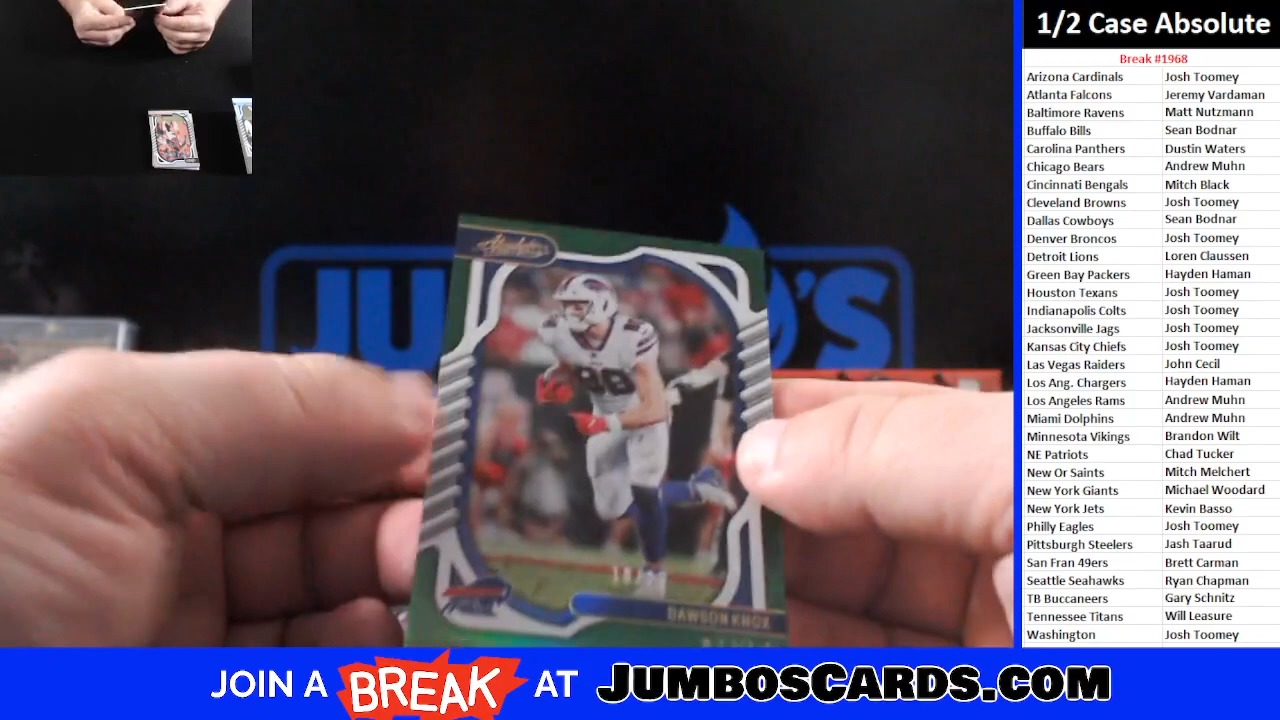 1/2 Case Absolute
Break #1968
Arizona Cardinals Josh Toomey
Atlanta Falcons Jeremy Vardaman
Baltimore Ravens Matt Nutzmann
Buffalo Bills Sean Bodnar
Carolina Panthers Dustin Waters
Chicago Bears Andrew Muhn
Cincinnati Bengals Mitch Black
Cleveland Browns Josh Toomey
Dallas Cowboys Sean Bodnar
Denver Broncos Josh Toomey
Detroit Lions Loren Claussen
Green Bay Packers Hayden Haman
Houston Texans Josh Toomey
Indianapolis Colts Josh Toomey
Jacksonville Jags Josh Toomey
Kansas City Chiefs Josh Toomey
Las Vegas Raiders John Cecil
Los Ang. Chargers Hayden Haman
Los Angeles Rams Andrew Muhn
Miami Dolphins Andrew Muhn
Minnesota Vikings Brandon Wilt
NE Patriots Chad Tucker
New Or Saints Mitch Melchert
New York Giants Michael Woodard
New York Jets Kevin Basso
Philly Eagles Josh Toomey
Pittsburgh Steelers Jash Taarud
San Fran 49ers Brett Carman
Seattle Seahawks Ryan Chapman
TB Buccaneers Gary Schnitz
Tennessee Titans Will Leasure
Washington Josh Toomey
Absolute
88
DAWSON KNOX
JOIN A BREAK AT JUMBOSCARDS.COM